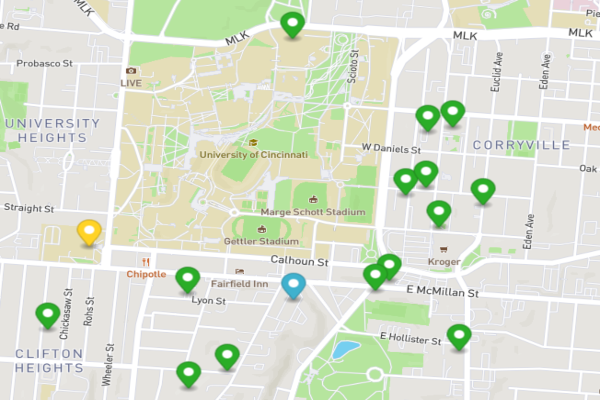 Pie
MLK
MLK
MLK
e Rd
Probasco St
LIVE
Scioto St
Euclid Ave
Eden Ave
UNIVERSITY
HEIGHTS
Med
W Daniels St
CORRYVILLE
University of Cincinnati
Oak
Straight St
Marge Schott Stadium
Gettler Stadium
Eden Ave
Calhoun St
Kroger
Chipotle
Fairfield Inn
Lyon St
E McMillan St
Chickasaw St
Rohs St
E Hollister St
Wheeler St
CLIFTON
HEIGHTS